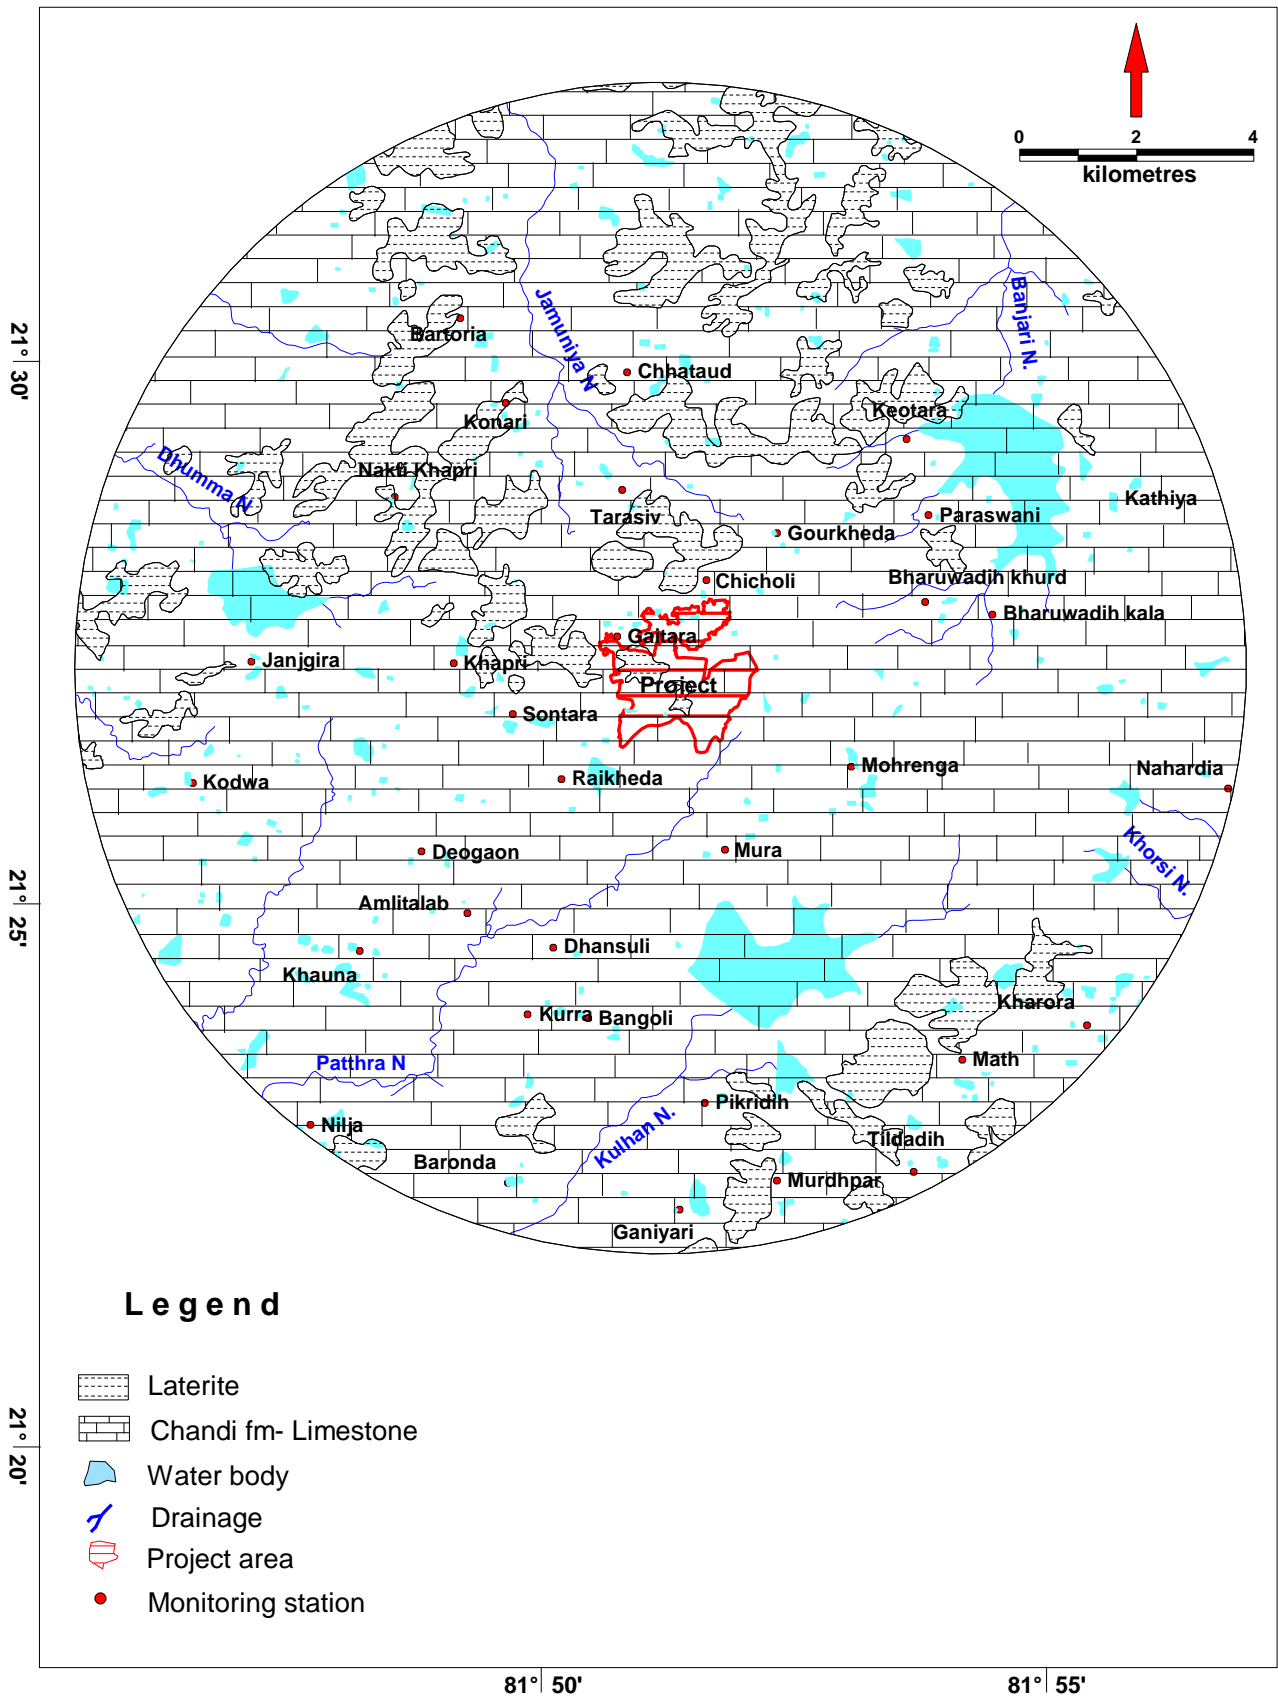 0 2 4
kilometres
21° 30'
21° 25'
21° 20'
Jamuniya N
Banjari N.
Bartoria
Chhataud
Keotara
Konari
Dhumma N
Nakti Khapri
Kathiya
Tarasiv
Paraswani
Gourkheda
Chicholi
Bharuwadih khurd
Bharuwadih kala
Gaitara
Janjgira
Khapri
Project
Sontara
Mohrenga
Nahardia
Kodwa
Raikheda
Deogaon
Mura
Khorsi N.
Amlitalab
Dhansuli
Khauna
Kharora
Kurra
Bangoli
Patthra N
Math
Pikridih
Nilja
Kulhan N.
Tildadih
Baronda
Murdhpar
Ganiyari
Legend
Laterite
Chandi fm- Limestone
Water body
Drainage
Project area
Monitoring station
81° 50' 81° 55'